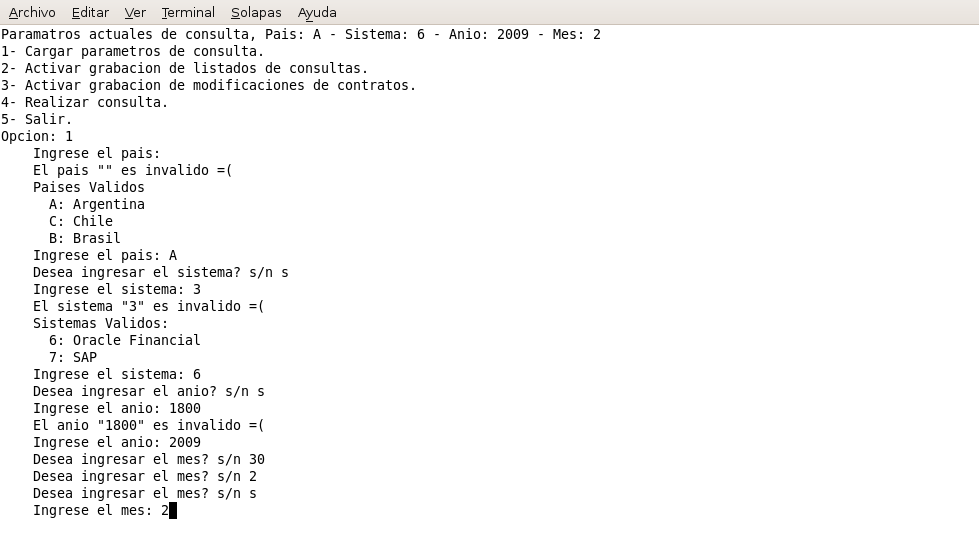 Archivo Editar Ver Terminal Solapas Ayuda
Paramatros actuales de consulta, Pais: A - Sistema: 6 - Anio: 2009 - Mes: 2
1- Cargar parametros de consulta.
2- Activar grabacion de listados de consultas.
3- Activar grabacion de modificaciones de contratos.
4- Realizar consulta.
5- Salir.
Opcion: 1
Ingrese el pais:
El pais "" es invalido =(
Paises Validos
A: Argentina
C: Chile
B: Brasil
Ingrese el pais: A
Desea ingresar el sistema? s/n s
Ingrese el sistema: 3
El sistema "3" es invalido =(
Sistemas Validos:
6: Oracle Financial
7: SAP
Ingrese el sistema: 6
Desea ingresar el anio? s/n s
Ingrese el anio: 1800
El anio "1800" es invalido =(
Ingrese el anio: 2009
Desea ingresar el mes? s/n 30
Desea ingresar el mes? s/n 2
Desea ingresar el mes? s/n s
Ingrese el mes: 2